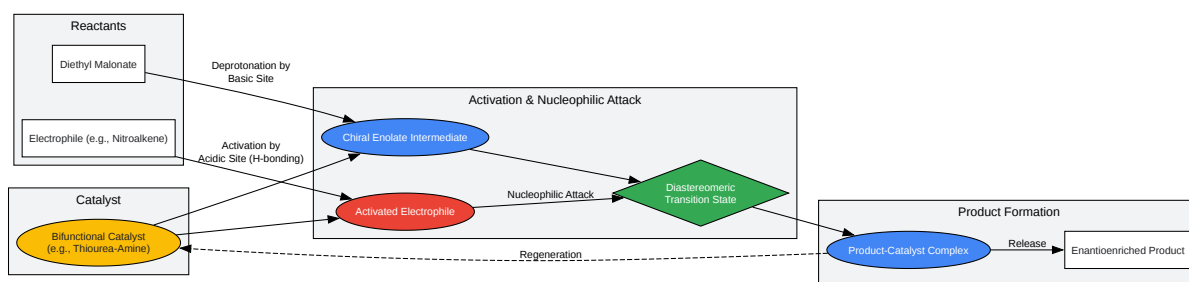 Reactants
Diethyl Malonate
Electrophile (e.g., Nitroalkene)
Catalyst
Bifunctional Catalyst
(e.g., Thiourea-Amine)
Deprotonation by
Basic Site
Activation by
Acidic Site (H-bonding)
Activation & Nucleophilic Attack
Chiral Enolate Intermediate
Activated Electrophile
Nucleophilic Attack
Diastereomeric
Transition State
Regeneration
Product Formation
Product-Catalyst Complex
Release
Enantioenriched Product